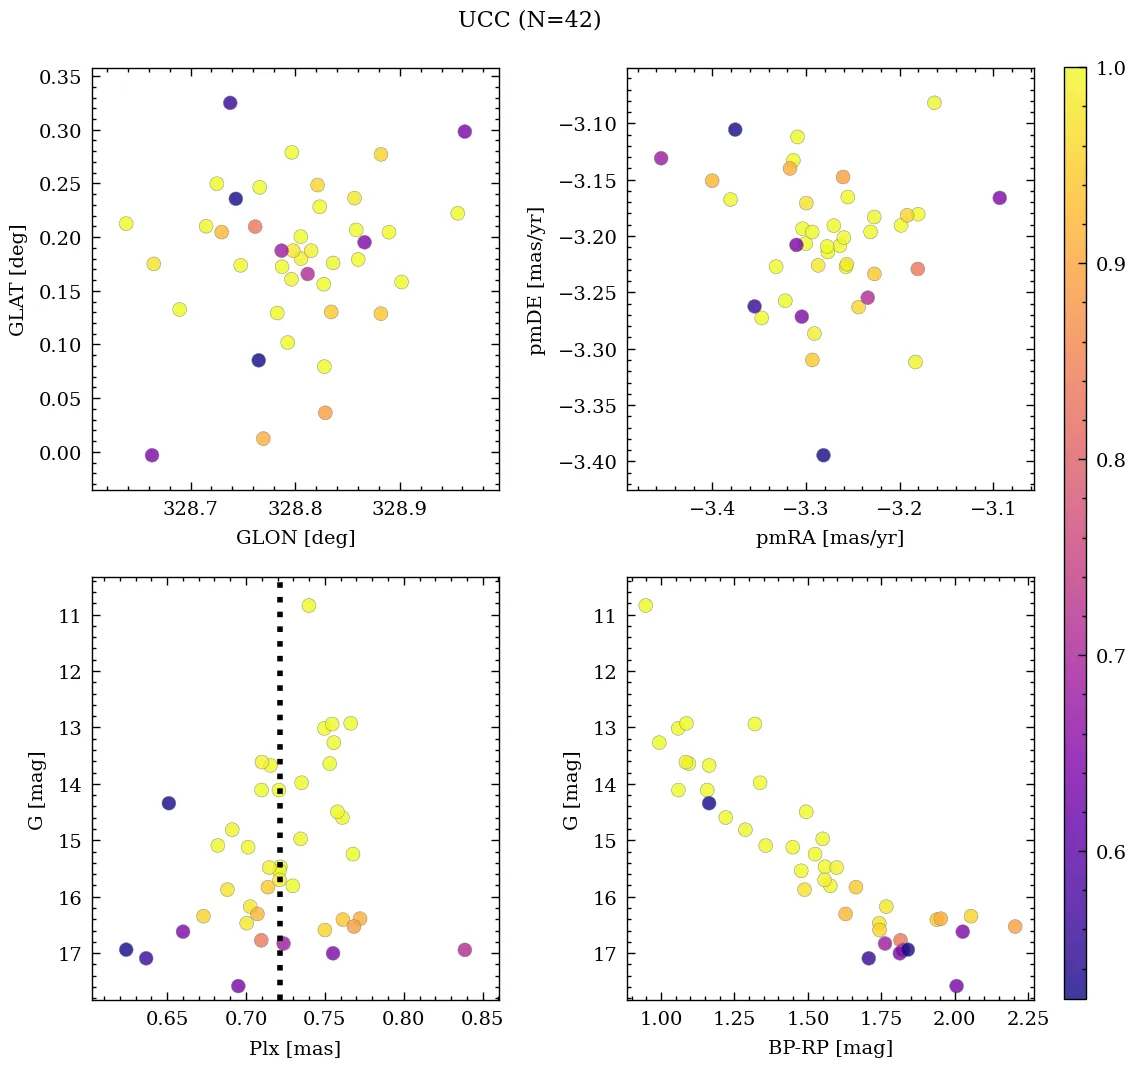 UCC (N=42)
0.35
0.30
0.25
0.20
0.15
0.10
0.05
0.00
GLAT [deg]
328.7 328.8 328.9
GLON [deg]
−3.10
−3.15
−3.20
−3.25
−3.30
−3.35
−3.40
pmDE [mas/yr]
−3.4 −3.3 −3.2 −3.1
pmRA [mas/yr]
11
12
13
14
15
16
17
G [mag]
0.65 0.70 0.75 0.80 0.85
Plx [mas]
11
12
13
14
15
16
17
G [mag]
1.00 1.25 1.50 1.75 2.00 2.25
BP-RP [mag]
1.0
0.9
0.8
0.7
0.6